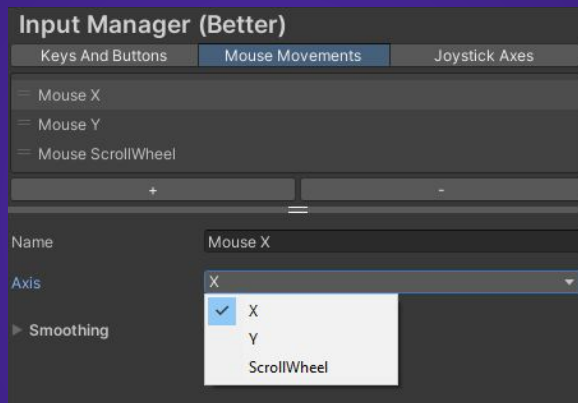 Input Manager (Better)
Keys And Buttons Mouse Movements Joystick Axes
Mouse X
Mouse Y
Mouse ScrollWheel
+ -
Name Mouse X
Axis X
X
Smoothing
Y
ScrollWheel